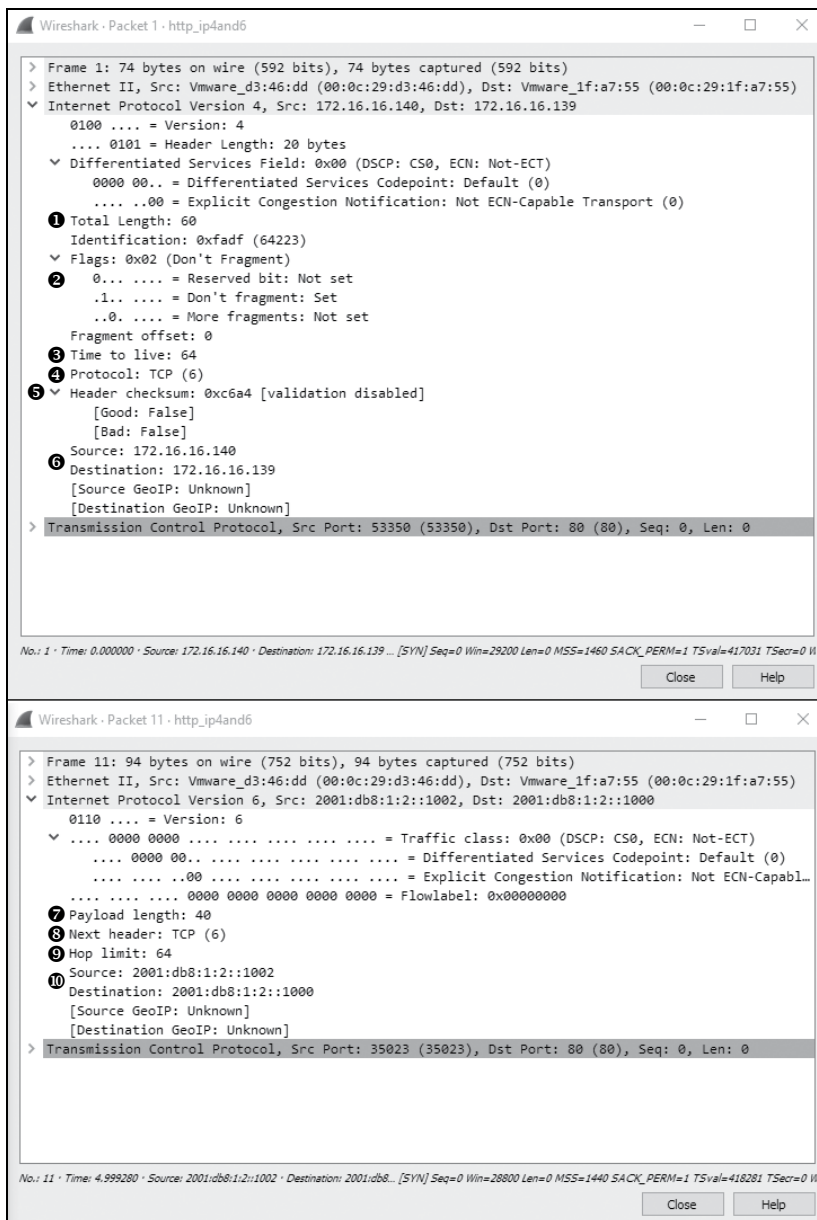 Wireshark · Packet 1 · http_ip4and6
> Frame 1: 74 bytes on wire (592 bits), 74 bytes captured (592 bits)
> Ethernet II, Src: Vmware_d3:46:dd (00:0c:29:d3:46:dd), Dst: Vmware_1f:a7:55 (00:0c:29:1f:a7:55)
Internet Protocol Version 4, Src: 172.16.16.140, Dst: 172.16.16.139
0100 .... = Version: 4
.... 0101 = Header Length: 20 bytes
Differentiated Services Field: 0x00 (DSCP: CS0, ECN: Not-ECT)
0000 00.. = Differentiated Services Codepoint: Default (0)
.... ..00 = Explicit Congestion Notification: Not ECN-Capable Transport (0)
❶ Total Length: 60
Identification: 0xfadf (64223)
Flags: 0x02 (Don't Fragment)
❷ 0... .... = Reserved bit: Not set
.1.. .... = Don't fragment: Set
..0. .... = More fragments: Not set
Fragment offset: 0
❸ Time to live: 64
❹ Protocol: TCP (6)
❺ Header checksum: 0xc6a4 [validation disabled]
[Good: False]
[Bad: False]
❻ Source: 172.16.16.140
Destination: 172.16.16.139
[Source GeoIP: Unknown]
[Destination GeoIP: Unknown]
> Transmission Control Protocol, Src Port: 53350 (53350), Dst Port: 80 (80), Seq: 0, Len: 0
No.: 1 · Time: 0.000000 · Source: 172.16.16.140 · Destination: 172.16.16.139 ... [SYN] Seq=0 Win=29200 Len=0 MSS=1460 SACK_PERM=1 TSval=417031 TSecr=0 W
Close Help
Wireshark · Packet 11 · http_ip4and6
> Frame 11: 94 bytes on wire (752 bits), 94 bytes captured (752 bits)
> Ethernet II, Src: Vmware_d3:46:dd (00:0c:29:d3:46:dd), Dst: Vmware_1f:a7:55 (00:0c:29:1f:a7:55)
Internet Protocol Version 6, Src: 2001:db8:1:2::1002, Dst: 2001:db8:1:2::1000
0110 .... = Version: 6
.... 0000 0000 .... .... .... .... .... = Traffic class: 0x00 (DSCP: CS0, ECN: Not-ECT)
.... 0000 00.. .... .... .... .... .... = Differentiated Services Codepoint: Default (0)
.... .... ..00 .... .... .... .... .... = Explicit Congestion Notification: Not ECN-Capabl…
.... .... .... 0000 0000 0000 0000 0000 = Flowlabel: 0x00000000
❼ Payload length: 40
❽ Next header: TCP (6)
❾ Hop limit: 64
❿ Source: 2001:db8:1:2::1002
Destination: 2001:db8:1:2::1000
[Source GeoIP: Unknown]
[Destination GeoIP: Unknown]
> Transmission Control Protocol, Src Port: 35023 (35023), Dst Port: 80 (80), Seq: 0, Len: 0
No.: 11 · Time: 4.999280 · Source: 2001:db8:1:2::1002 · Destination: 2001:db8... [SYN] Seq=0 Win=28800 Len=0 MSS=1440 SACK_PERM=1 TSval=418281 TSecr=0 W
Close Help